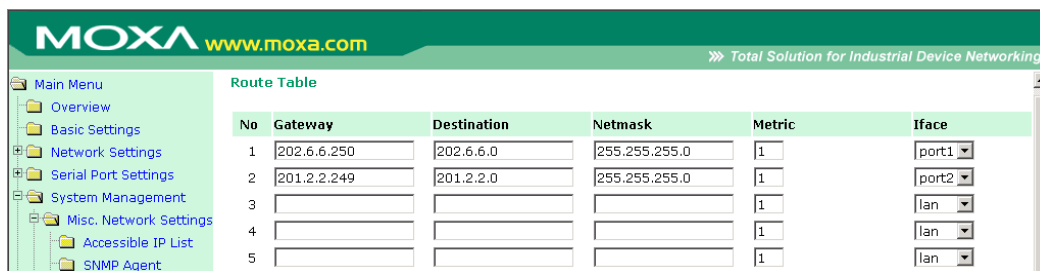 MOXA www.moxa.com
Total Solution for Industrial Device Networking
Main Menu
Overview
Basic Settings
Network Settings
Serial Port Settings
System Management
Misc. Network Settings
Accessible IP List
SNMP Agent
Route Table
No Gateway Destination Netmask Metric Iface
1 202.6.6.250 202.6.6.0 255.255.255.0 1 port1
2 201.2.2.249 201.2.2.0 255.255.255.0 1 port2
3 1 lan
4 1 lan
5 1 lan